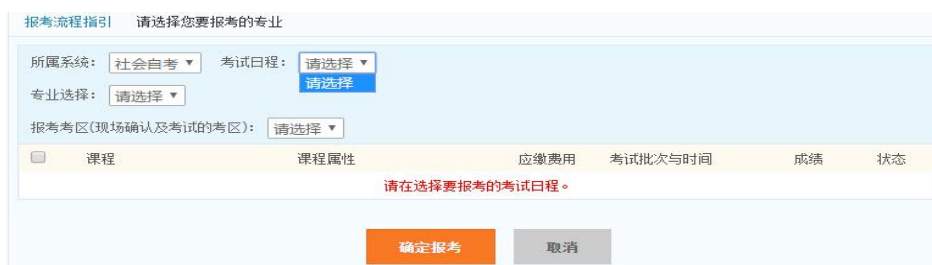 报考流程指引 请选择您要报考的专业
所属系统: 社会自考 考试日程: 请选择
请选择
专业选择: 请选择
报考考区(现场确认及考试的考区): 请选择
课程 课程属性 应缴费用 考试批次与时间 成绩 状态
请在选择要报考的考试日程。
确定报考 取消